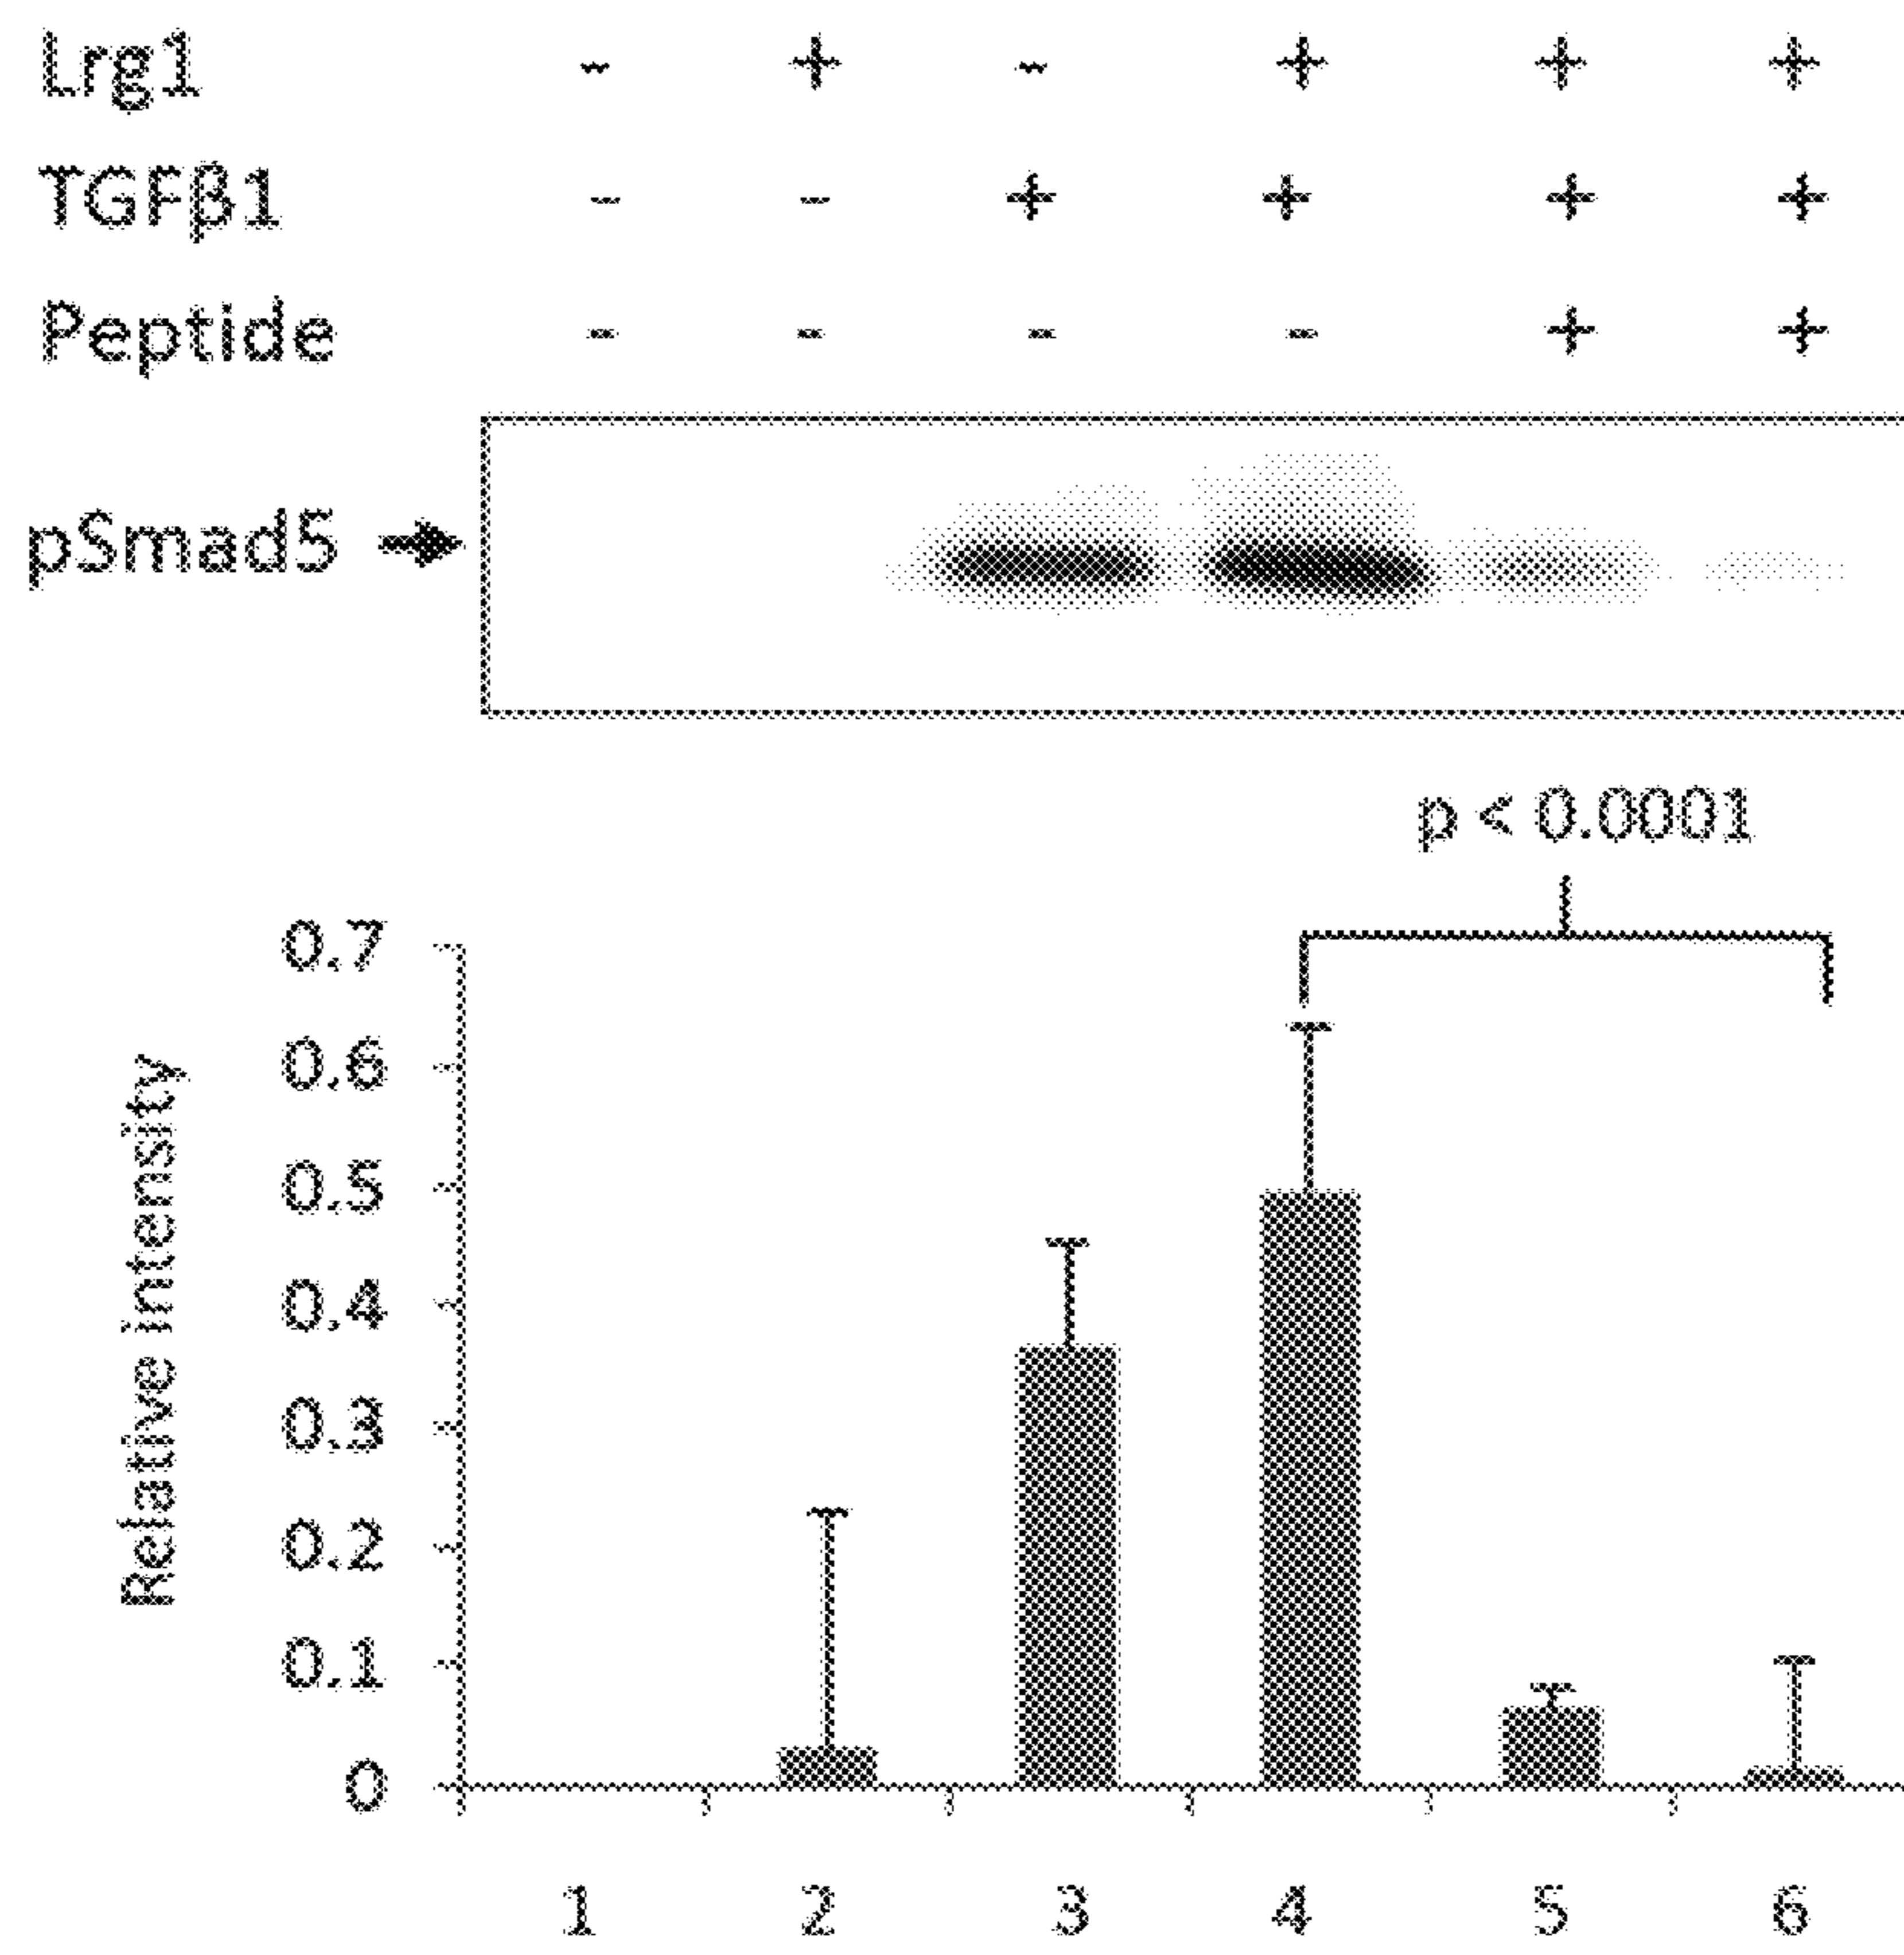 Lrg1 - + - + + +
TGFβ1 - - + + + +
Peptide - - - - + +
pSmad5
p < 0.0001
Relative intensity
0.7
0.6
0.5
0.4
0.3
0.2
0.1
0
1 2 3 4 5 6